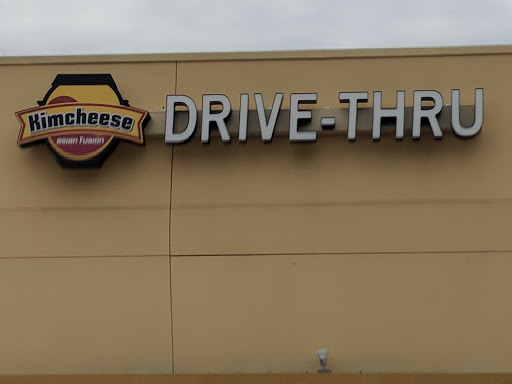 Kimcheese
asian fusion
DRIVE-THRU